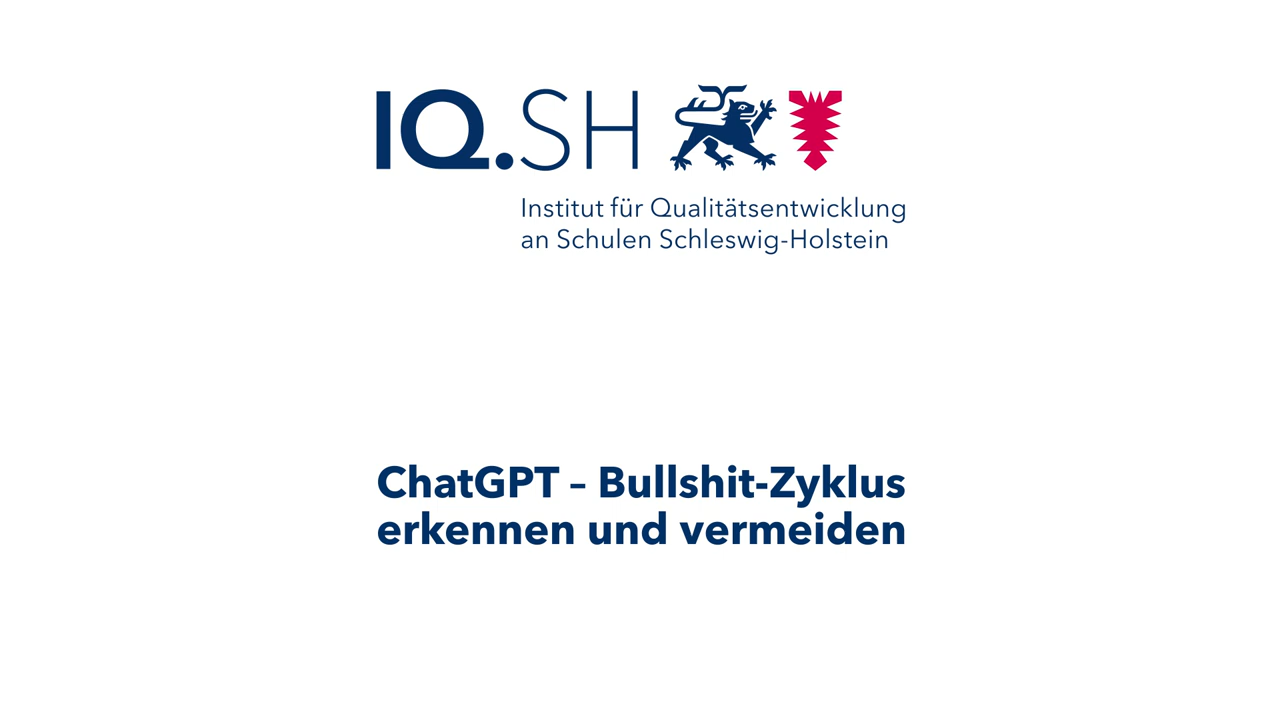 IQ.SH
Institut für Qualitätsentwicklung
an Schulen Schleswig-Holstein
ChatGPT – Bullshit-Zyklus
erkennen und vermeiden